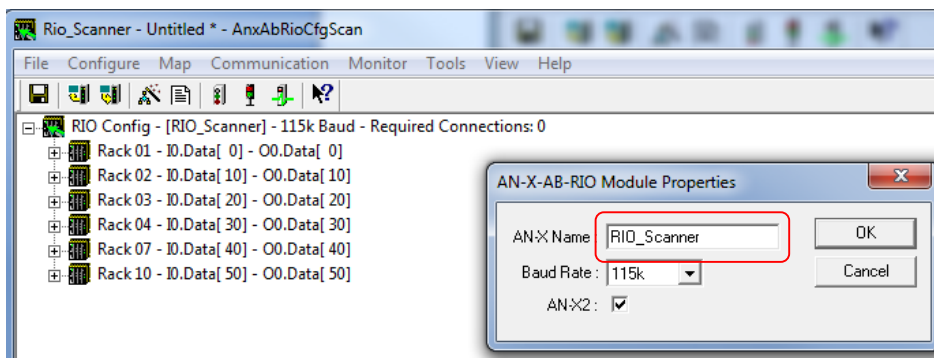 Rio_Scanner - Untitled * - AnxAbRioCfgScan
File Configure Map Communication Monitor Tools View Help
RIO Config - [RIO_Scanner] - 115k Baud - Required Connections: 0
Rack 01 - I0.Data[ 0] - O0.Data[ 0]
Rack 02 - I0.Data[ 10] - O0.Data[ 10]
Rack 03 - I0.Data[ 20] - O0.Data[ 20]
Rack 04 - I0.Data[ 30] - O0.Data[ 30]
Rack 07 - I0.Data[ 40] - O0.Data[ 40]
Rack 10 - I0.Data[ 50] - O0.Data[ 50]
AN-X-AB-RIO Module Properties
AN-X Name : RIO_Scanner OK
Baud Rate : 115k Cancel
AN-X2 :